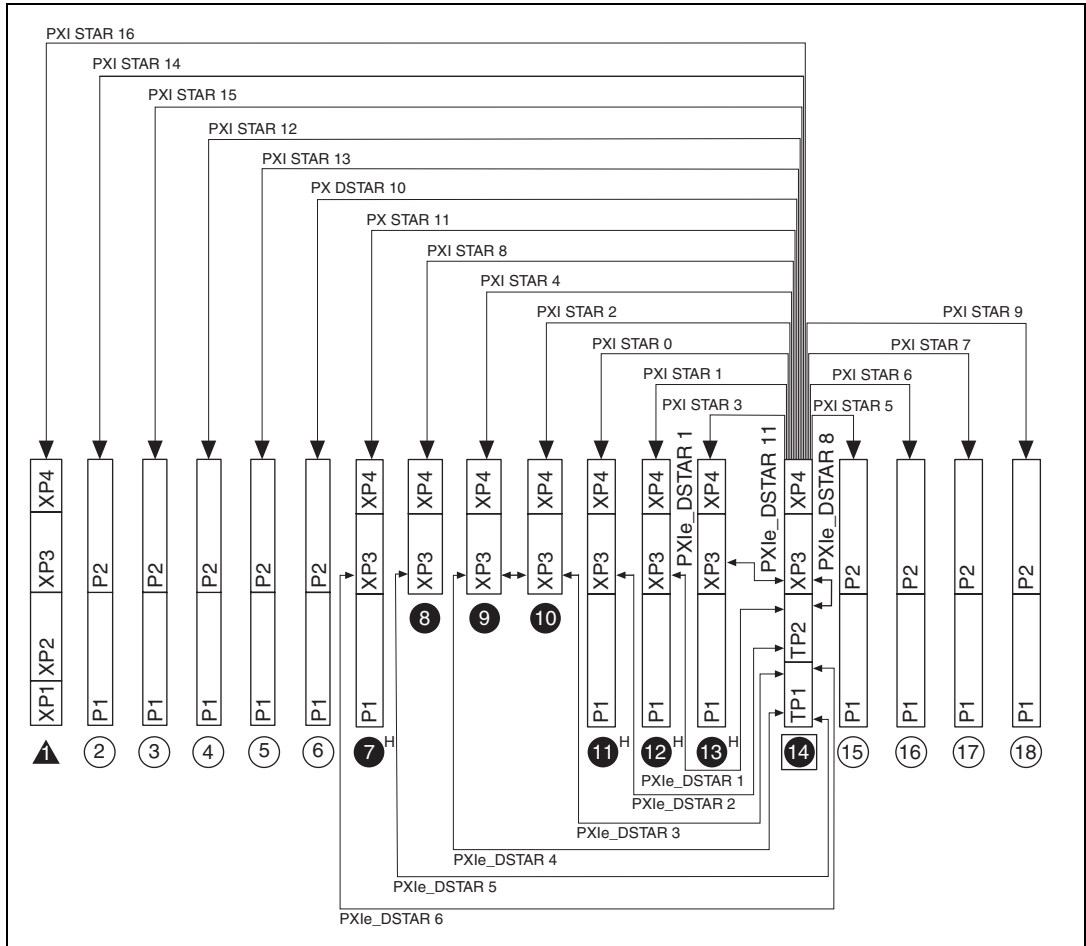 PXI STAR 16
PXI STAR 14
PXI STAR 15
PXI STAR 12
PXI STAR 13
PX DSTAR 10
PX STAR 11
PXI STAR 8
PXI STAR 4
PXI STAR 2
PXI STAR 9
PXI STAR 0
PXI STAR 7
PXI STAR 1
PXI STAR 6
PXI STAR 3
PXI STAR 5
PXIe_DSTAR 1
PXIe_DSTAR 11
PXIe_DSTAR 8
XP4 XP4 XP4 XP4 XP4 XP4 XP4 XP4 XP4
XP3 P2 P2 P2 P2 P2 XP3 XP3 XP3 XP3 XP3 XP3 XP3 XP3 P2 P2 P2 P2
8 9 10
XP2 TP2
XP1 P1 P1 P1 P1 P1 P1 P1 P1 P1 TP1 P1 P1 P1 P1
1 2 3 4 5 6 7 H 11 H 12 H 13 H 14 15 16 17 18
PXIe_DSTAR 1
PXIe_DSTAR 2
PXIe_DSTAR 3
PXIe_DSTAR 4
PXIe_DSTAR 5
PXIe_DSTAR 6